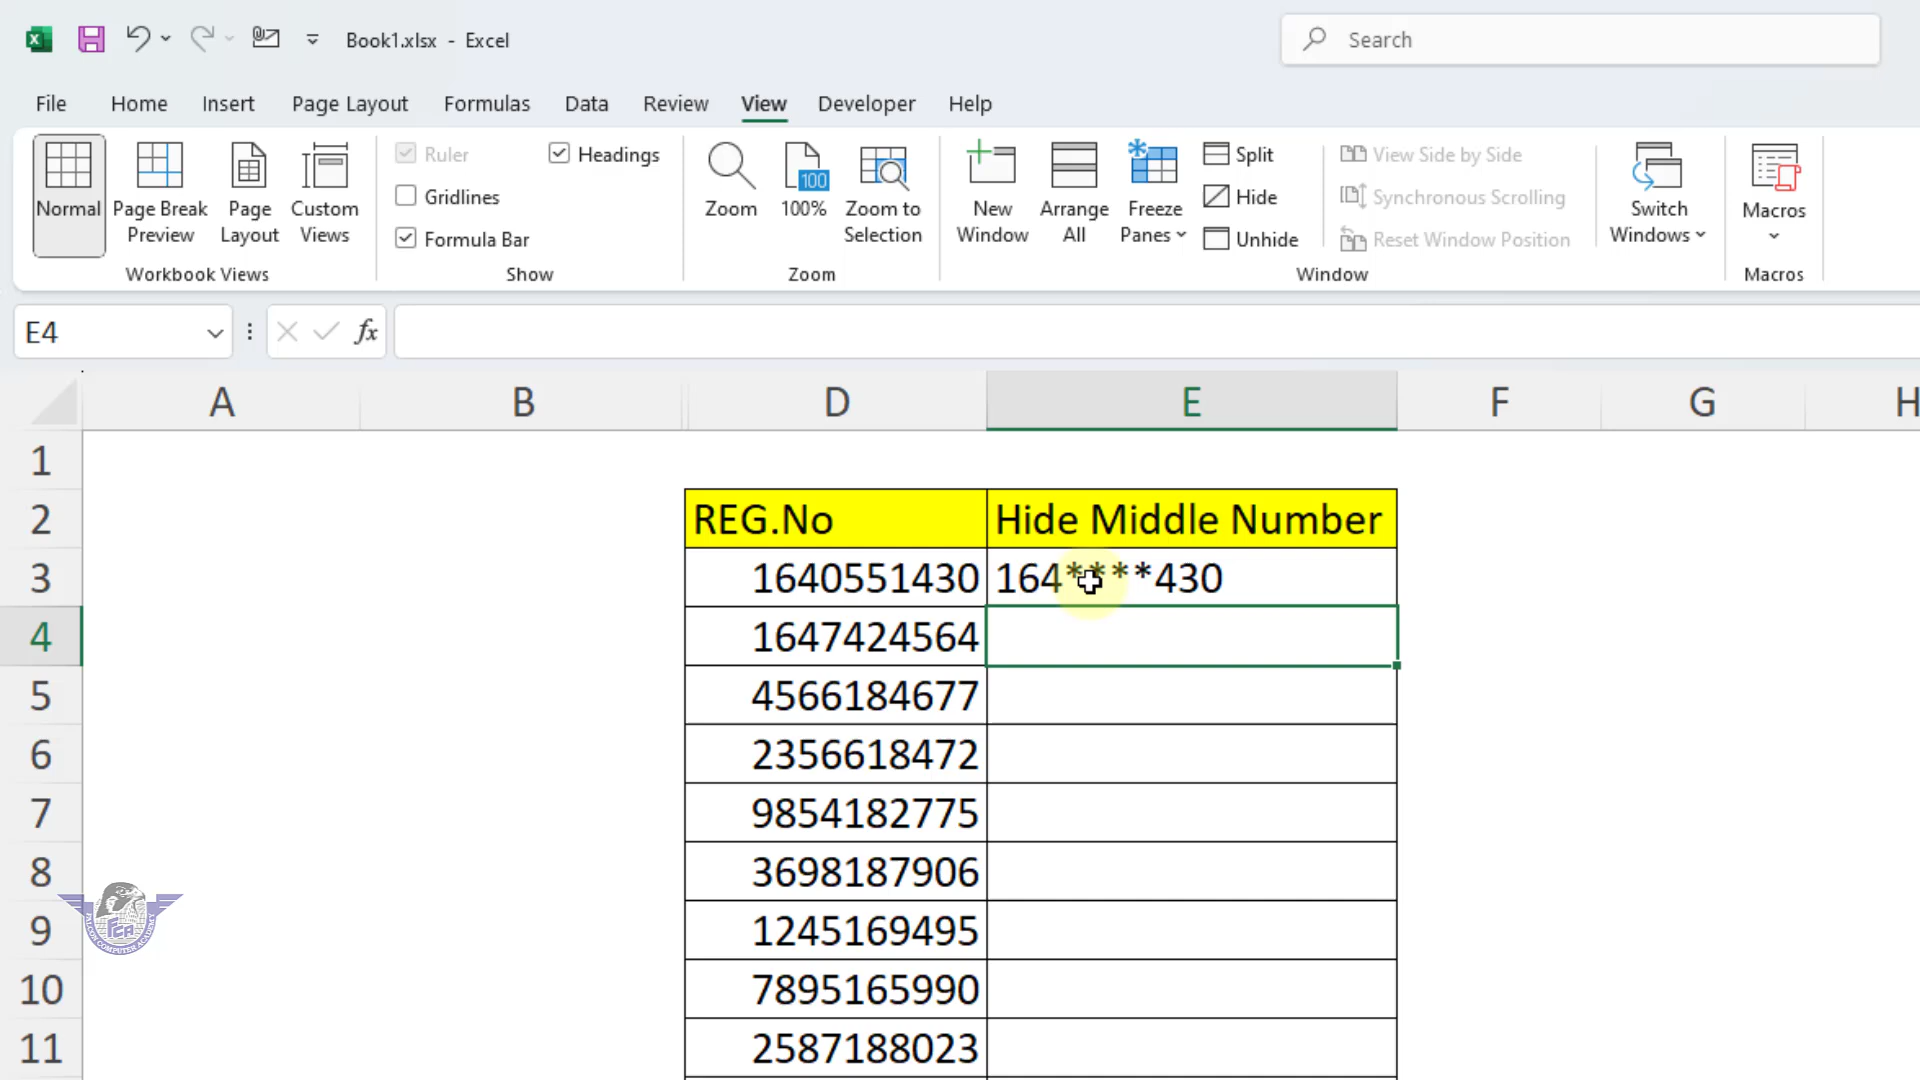 Book1.xlsx - Excel
Search
File Home Insert Page Layout Formulas Data Review View Developer Help
Normal
Page Break Preview
Page Layout
Custom Views
Workbook Views
Ruler
Headings
Gridlines
Formula Bar
Show
Zoom
100
100%
Zoom to Selection
Zoom
New Window
Arrange All
Freeze Panes
Split
Hide
Unhide
View Side by Side
Synchronous Scrolling
Reset Window Position
Window
Switch Windows
Macros
Macros
E4
fx
A B D E F G H
1
2 REG.No Hide Middle Number
3 1640551430 164****430
4 1647424564
5 4566184677
6 2356618472
7 9854182775
8 3698187906
9 1245169495
10 7895165990
11 2587188023
FCA
FALCON COMPUTER ACADEMY